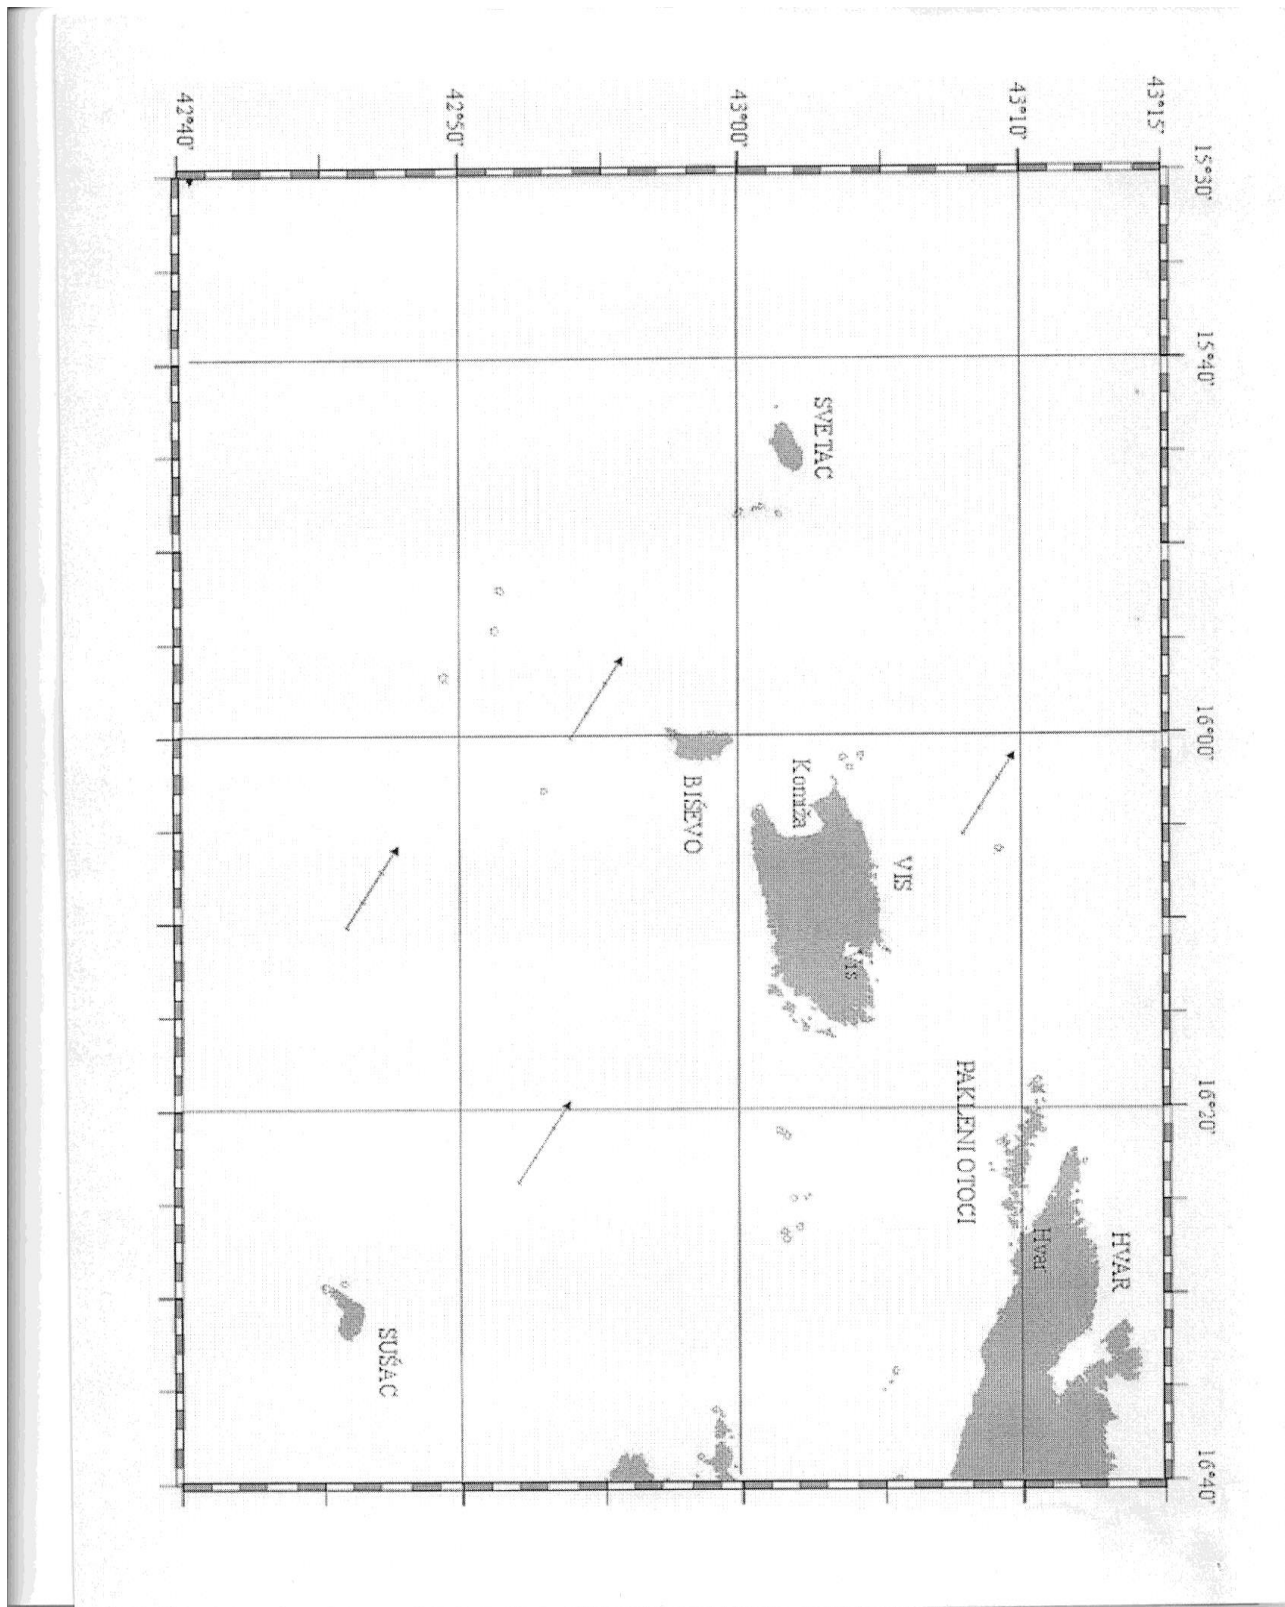 15°30'
15°40'
16°00'
16°20'
16°40'
43°15'
43°10'
43°00'
42°50'
42°40'
HVAR
Hvar
PAKLENI OTOCI
VIS
Vis
Komiža
SVETAC
BIŠEVO
SUŠAC